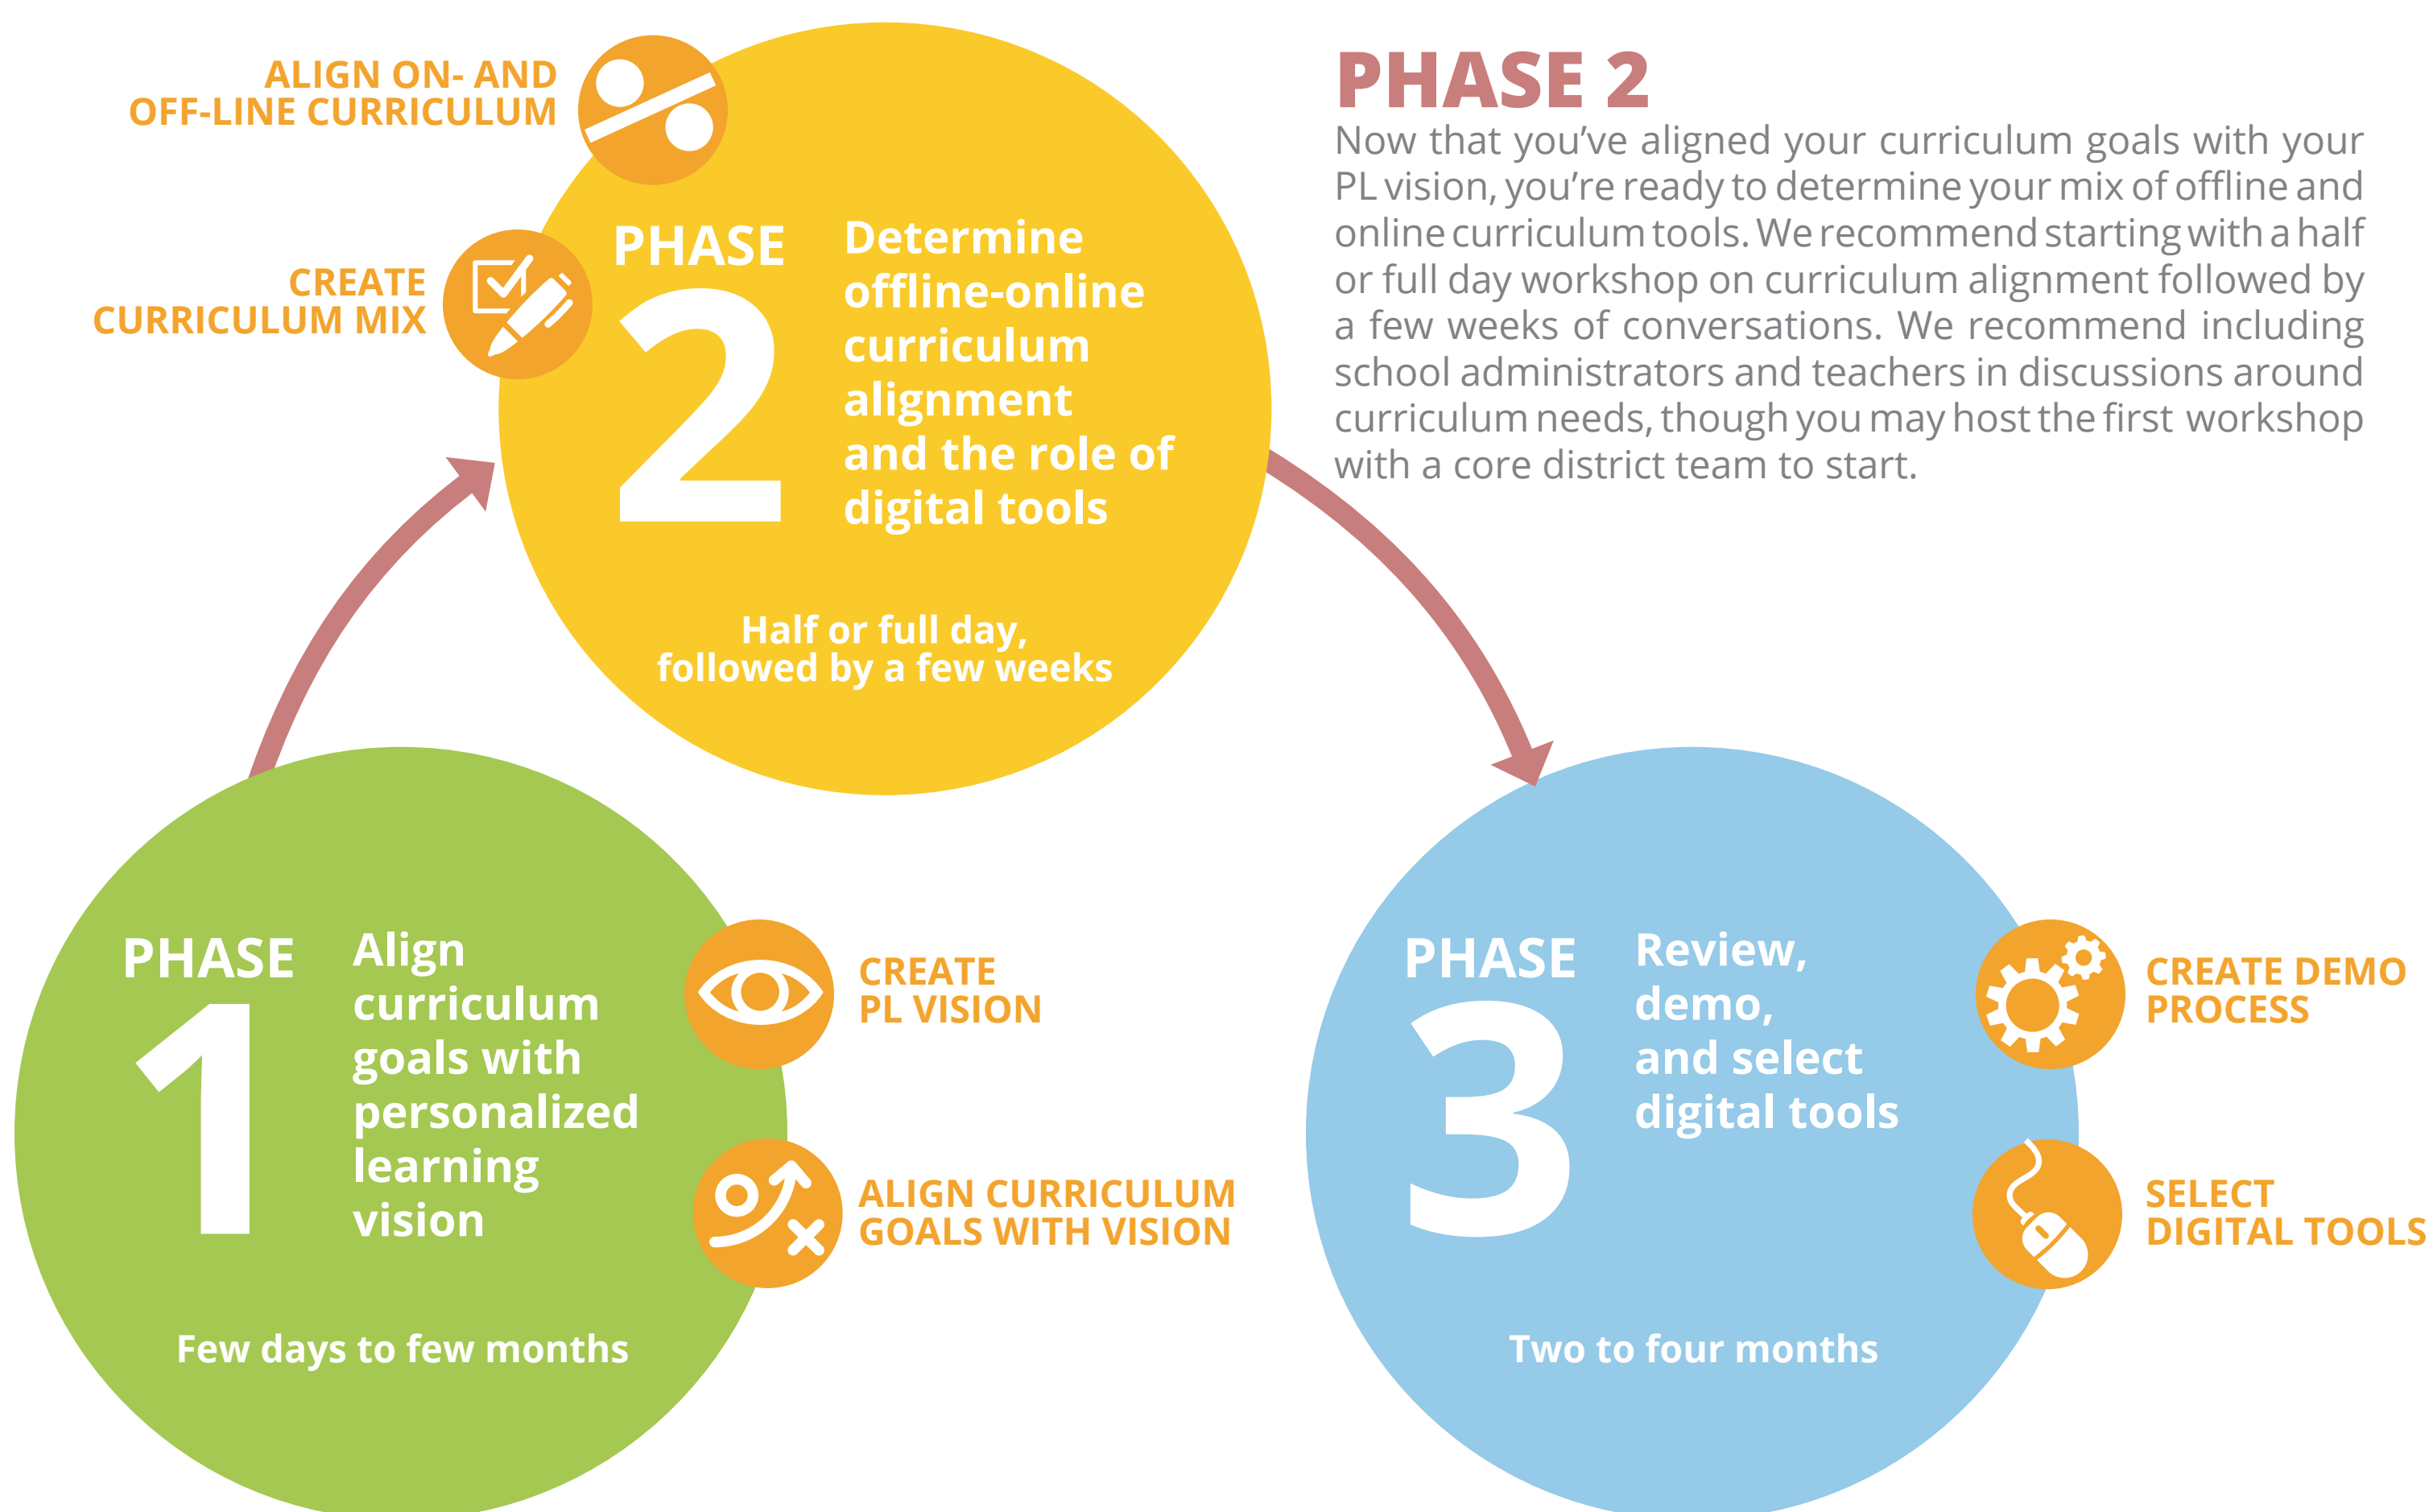 ALIGN ON- AND
OFF-LINE CURRICULUM
CREATE
CURRICULUM MIX
PHASE
2
Determine
offline-online
curriculum
alignment
and the role of
digital tools
Half or full day,
followed by a few weeks
PHASE 2
Now that you’ve aligned your curriculum goals with your
PL vision, you’re ready to determine your mix of offline and
online curriculum tools. We recommend starting with a half
or full day workshop on curriculum alignment followed by
a few weeks of conversations. We recommend including
school administrators and teachers in discussions around
curriculum needs, though you may host the first workshop
with a core district team to start.
PHASE
1
Align
curriculum
goals with
personalized
learning
vision
Few days to few months
CREATE
PL VISION
ALIGN CURRICULUM
GOALS WITH VISION
PHASE
3
Review,
demo,
and select
digital tools
Two to four months
CREATE DEMO
PROCESS
SELECT
DIGITAL TOOLS